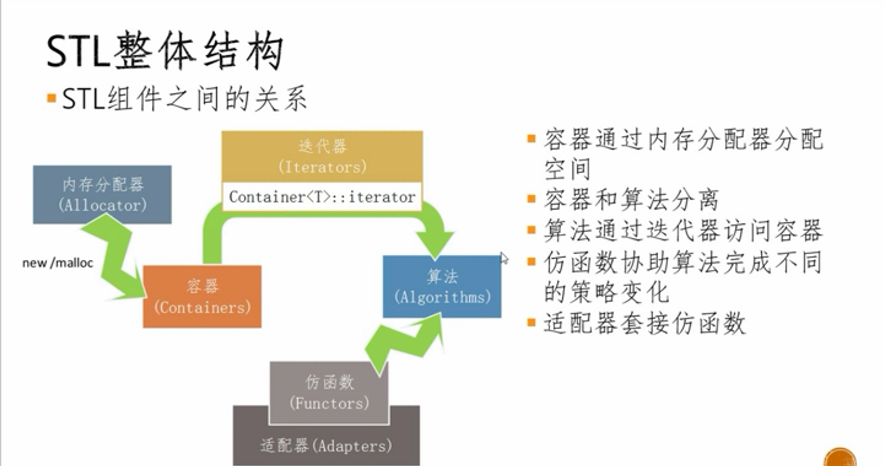 STL整体结构
STL组件之间的关系
迭代器
(Iterators)
Container<T>::iterator
内存分配器
(Allocator)
new /malloc
容器
(Containers)
算法
(Algorithms)
仿函数
(Functors)
适配器(Adapters)
容器通过内存分配器分配
空间
容器和算法分离
算法通过迭代器访问容器
仿函数协助算法完成不同
的策略变化
适配器套接仿函数